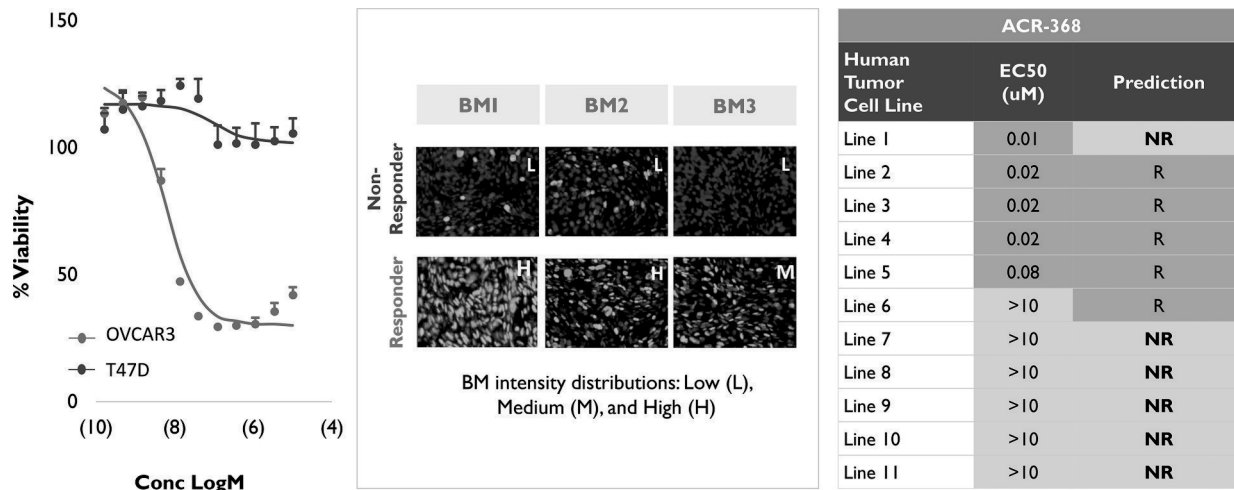 150
100
50
0
% Viability
OVCAR3
T47D
(10) (8) (6) (4)
Conc LogM
BM1 BM2 BM3
Non-
Responder
L L L
Responder
H H M
BM intensity distributions: Low (L),
Medium (M), and High (H)
ACR-368
Human
Tumor
Cell Line
EC50
(uM)
Prediction
Line 1 0.01 NR
Line 2 0.02 R
Line 3 0.02 R
Line 4 0.02 R
Line 5 0.08 R
Line 6 >10 R
Line 7 >10 NR
Line 8 >10 NR
Line 9 >10 NR
Line 10 >10 NR
Line 11 >10 NR